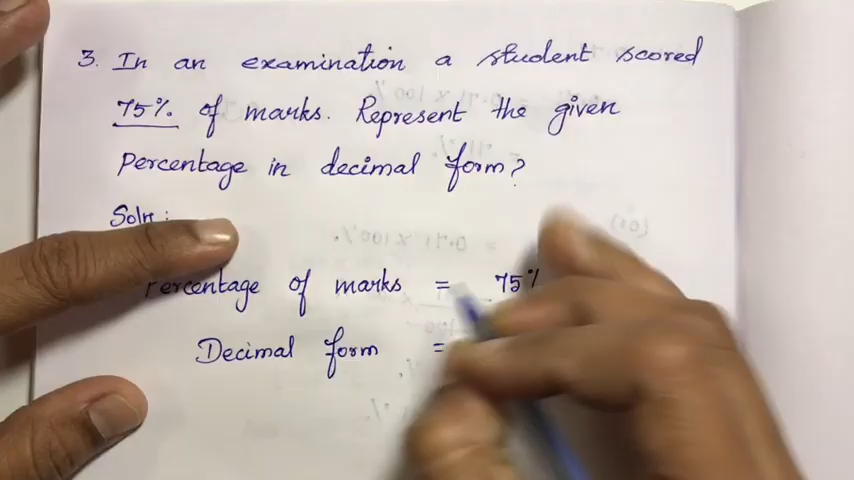 3. In an examination a student scored
75% of marks. Represent the given
Percentage in decimal form?
Soln:
Percentage of marks = 75%
Decimal form =